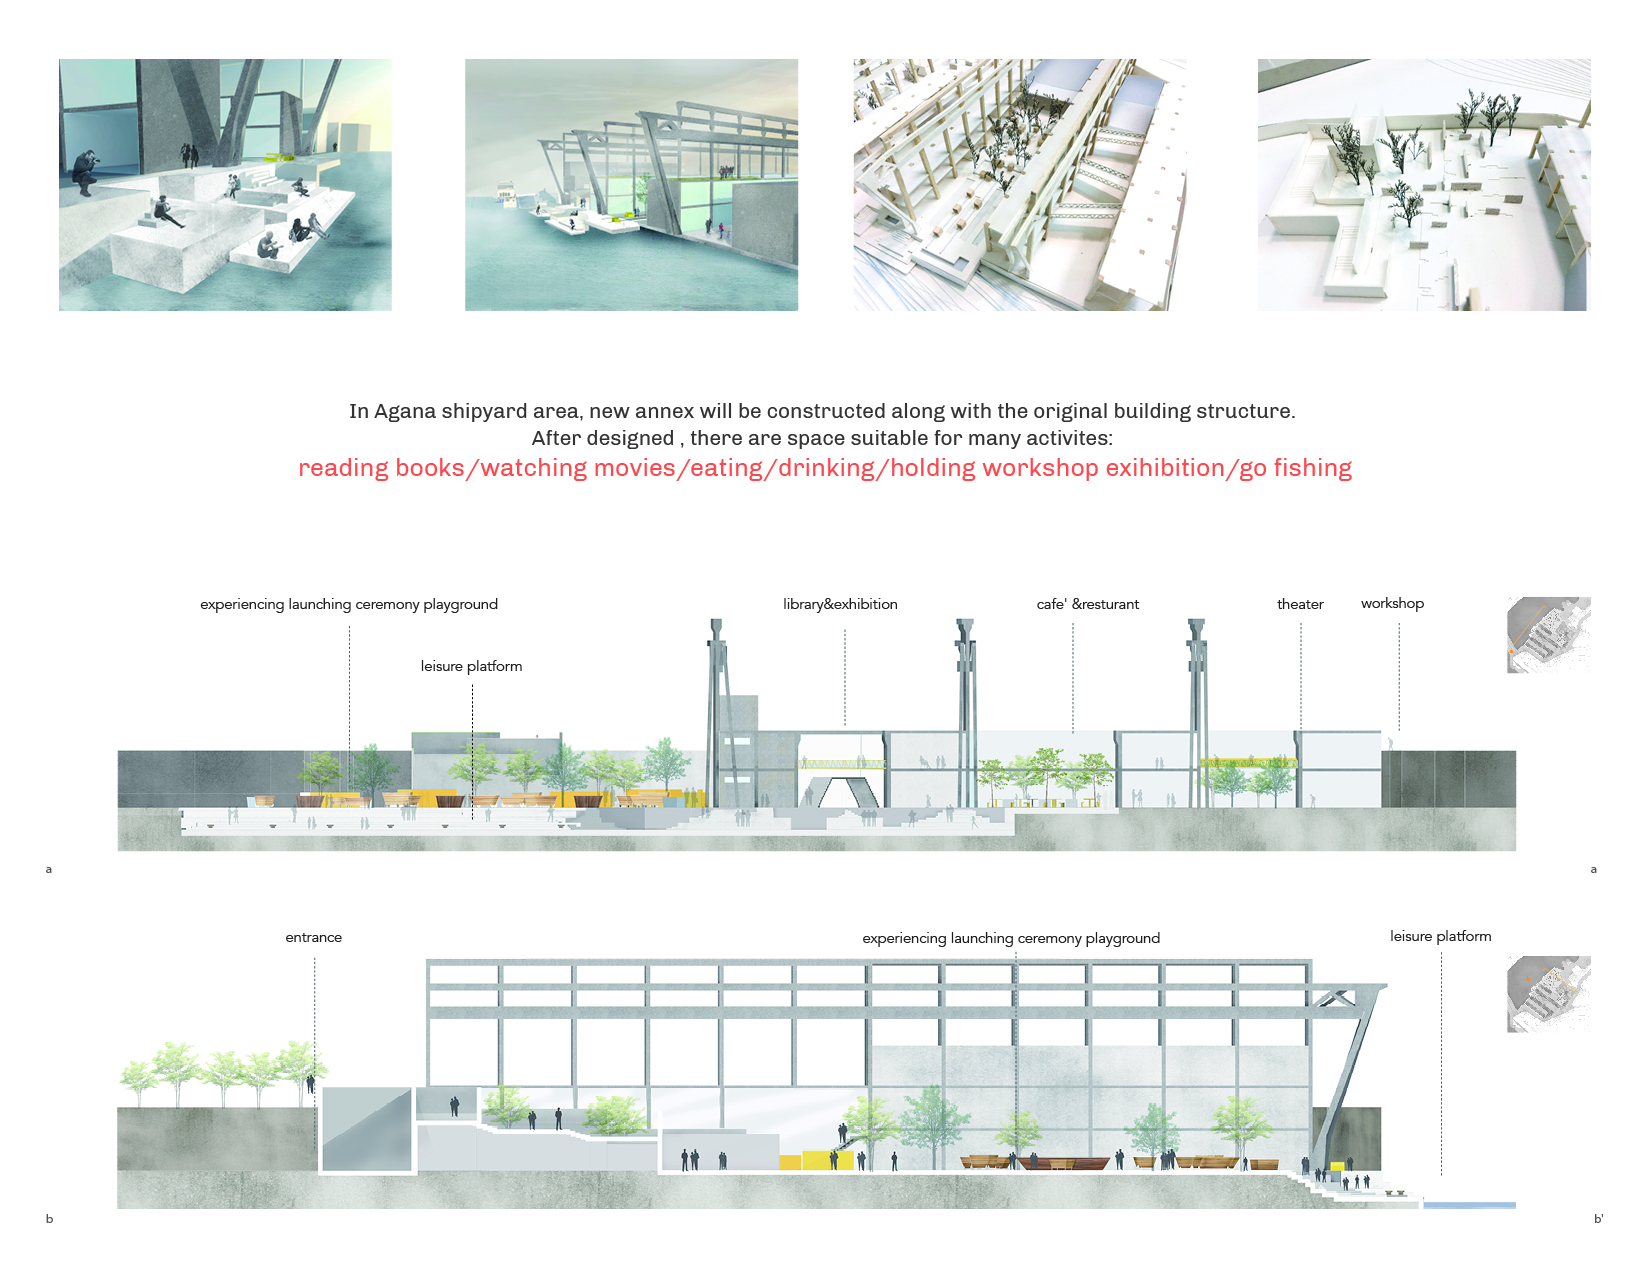 In Agana shipyard area, new annex will be constructed along with the original building structure.
After designed , there are space suitable for many activites:
reading books/watching movies/eating/drinking/holding workshop exihibition/go fishing
experiencing launching ceremony playground
library&exhibition
cafe' &resturant
theater
workshop
leisure platform
a
a
entrance
experiencing launching ceremony playground
leisure platform
b
b'